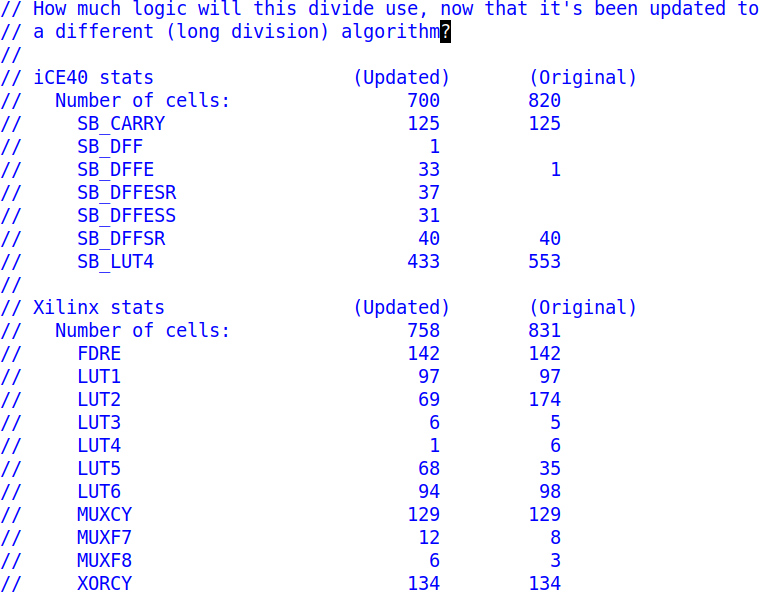 // How much logic will this divide use, now that it's been updated to
// a different (long division) algorithm?
//
// iCE40 stats                  (Updated)       (Original)
//   Number of cells:                700        820
//     SB_CARRY                      125        125
//     SB_DFF                          1
//     SB_DFFE                        33          1
//     SB_DFFESR                      37
//     SB_DFFESS                      31
//     SB_DFFSR                       40         40
//     SB_LUT4                       433        553
//
// Xilinx stats                 (Updated)       (Original)
//   Number of cells:                758        831
//     FDRE                          142        142
//     LUT1                           97         97
//     LUT2                           69        174
//     LUT3                            6          5
//     LUT4                            1          6
//     LUT5                           68         35
//     LUT6                           94         98
//     MUXCY                         129        129
//     MUXF7                          12          8
//     MUXF8                           6          3
//     XORCY                         134        134